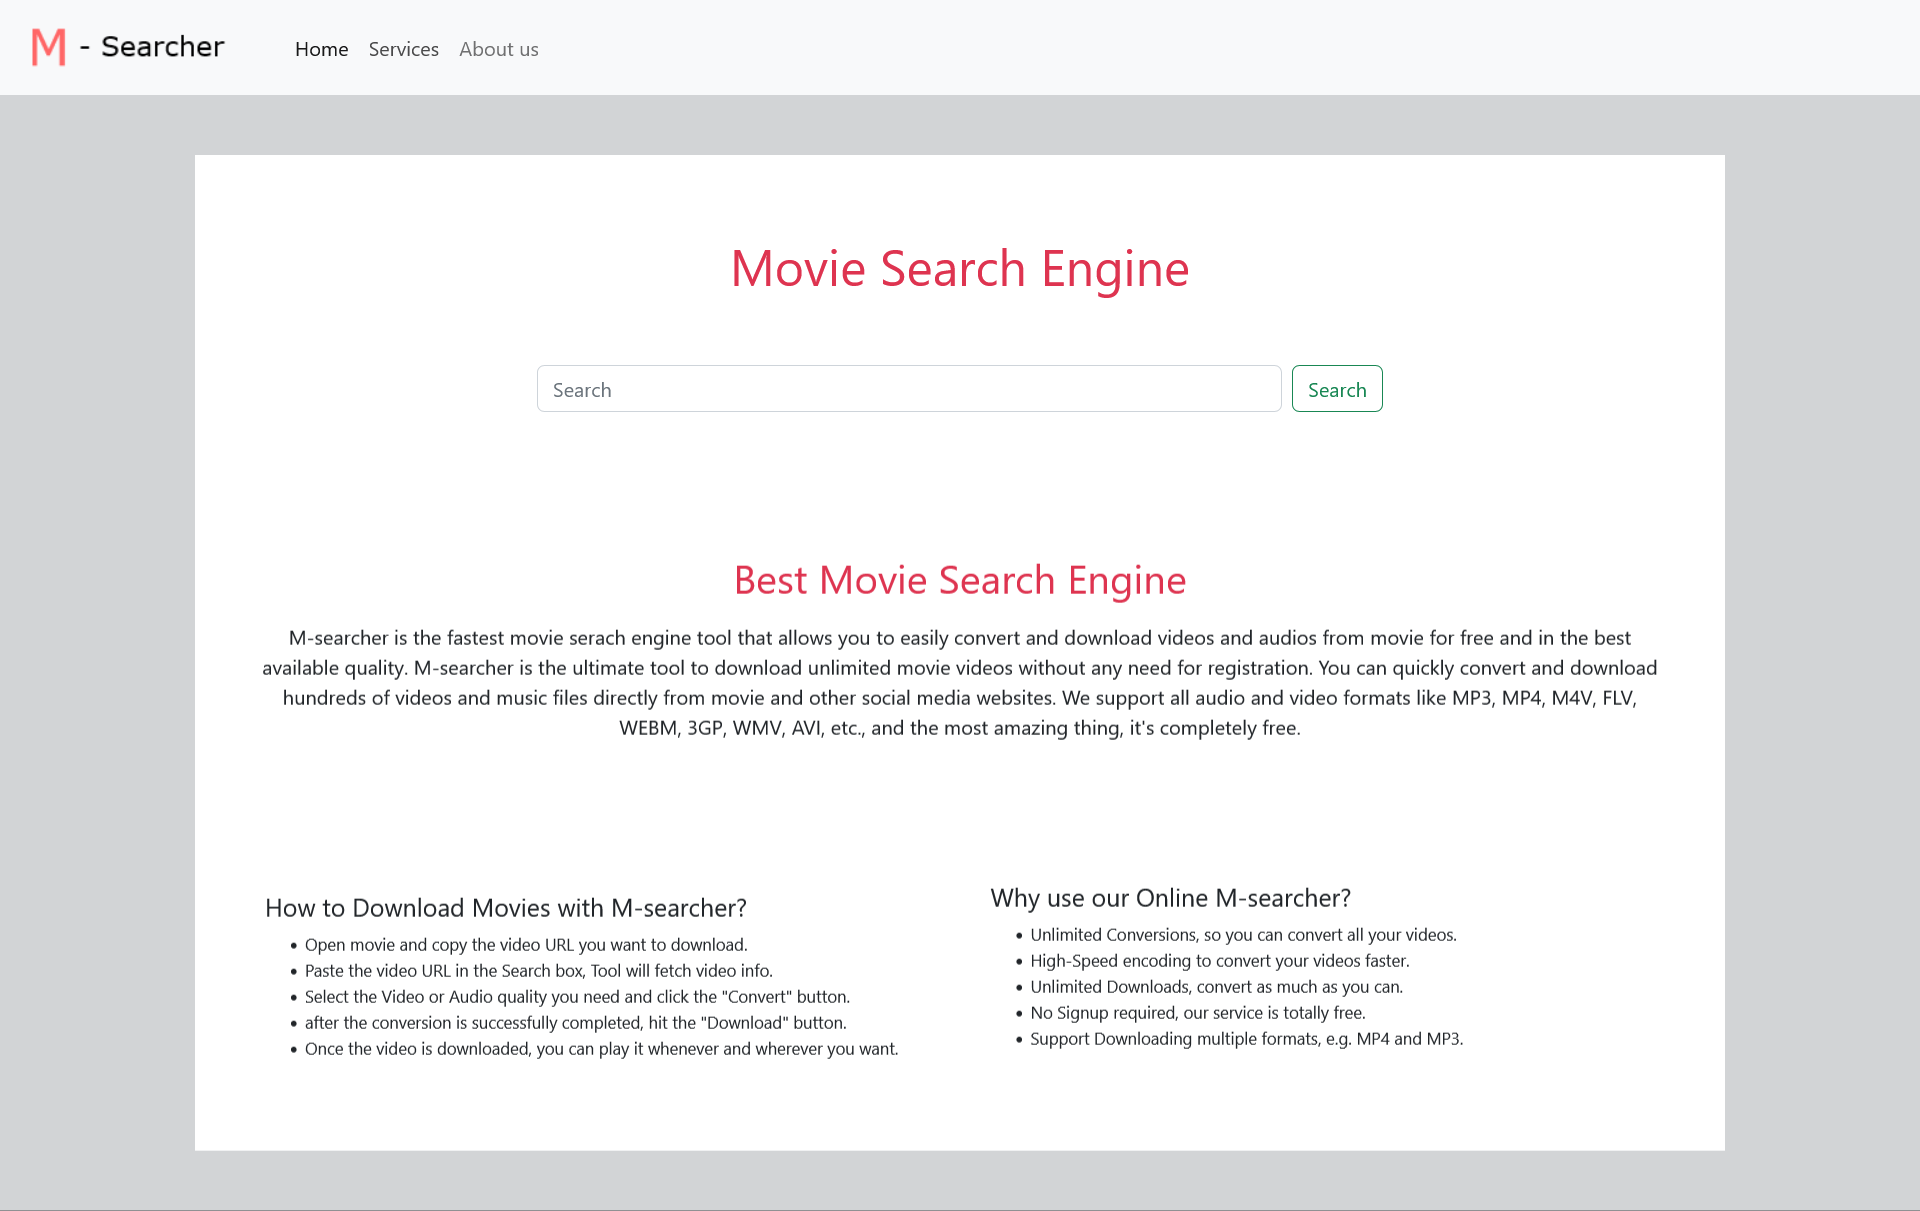 M - Searcher
Home Services About us
Movie Search Engine
Search Search
Best Movie Search Engine
M-searcher is the fastest movie serach engine tool that allows you to easily convert and download videos and audios from movie for free and in the best
available quality. M-searcher is the ultimate tool to download unlimited movie videos without any need for registration. You can quickly convert and download
hundreds of videos and music files directly from movie and other social media websites. We support all audio and video formats like MP3, MP4, M4V, FLV,
WEBM, 3GP, WMV, AVI, etc., and the most amazing thing, it's completely free.
How to Download Movies with M-searcher?
• Open movie and copy the video URL you want to download.
• Paste the video URL in the Search box, Tool will fetch video info.
• Select the Video or Audio quality you need and click the "Convert" button.
• after the conversion is successfully completed, hit the "Download" button.
• Once the video is downloaded, you can play it whenever and wherever you want.
Why use our Online M-searcher?
• Unlimited Conversions, so you can convert all your videos.
• High-Speed encoding to convert your videos faster.
• Unlimited Downloads, convert as much as you can.
• No Signup required, our service is totally free.
• Support Downloading multiple formats, e.g. MP4 and MP3.